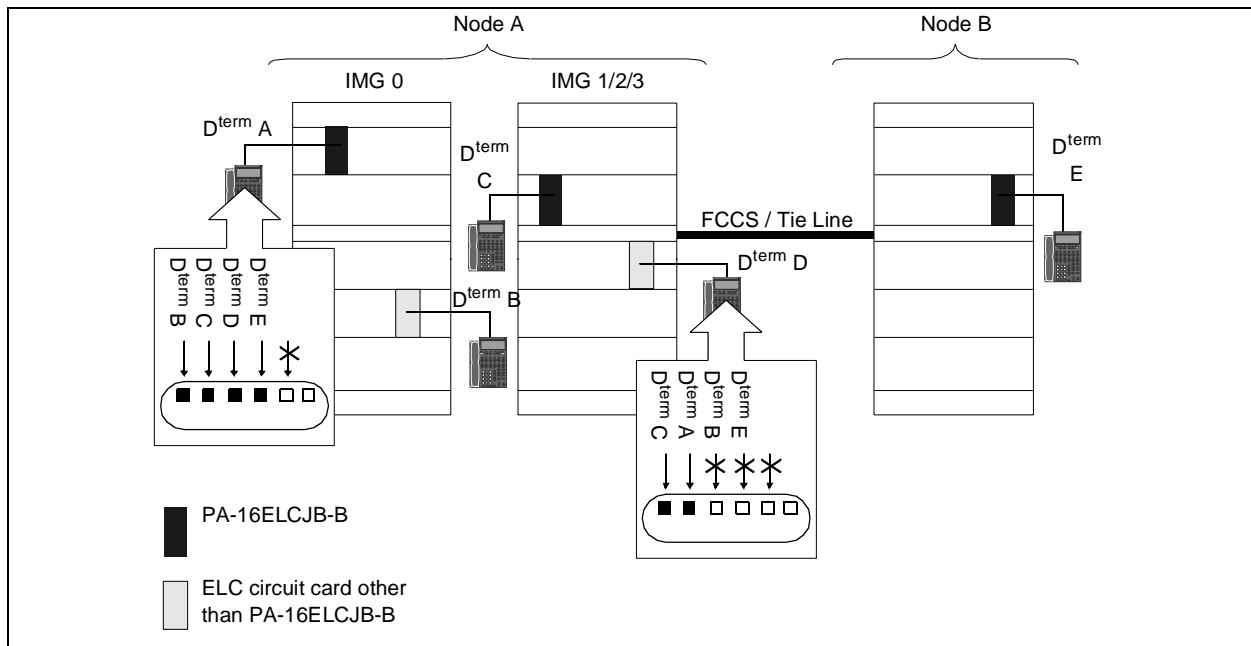 Node A
Node B
IMG 0
IMG 1/2/3
Dterm A
Dterm
C
Dterm
E
FCCS / Tie Line
Dterm D
Dterm B
Dterm B
Dterm C
Dterm D
Dterm E
Dterm C
Dterm A
Dterm B
Dterm E
PA-16ELCJB-B
ELC circuit card other
than PA-16ELCJB-B